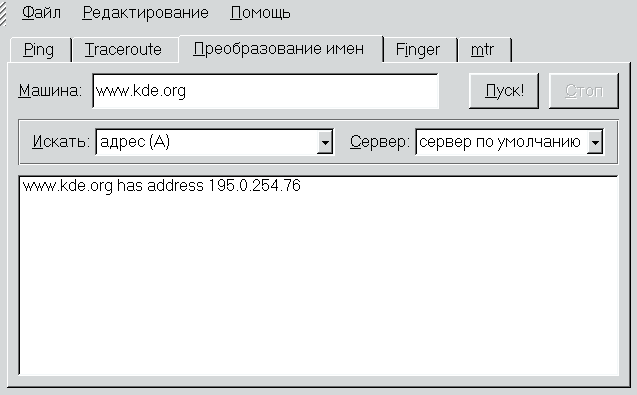 Файл Редактирование Помощь
Ping Traceroute Преобразование имен Finger mtr
Машина: www.kde.org Пуск! Стоп
Искать: адрес (A) Сервер: сервер по умолчанию
www.kde.org has address 195.0.254.76